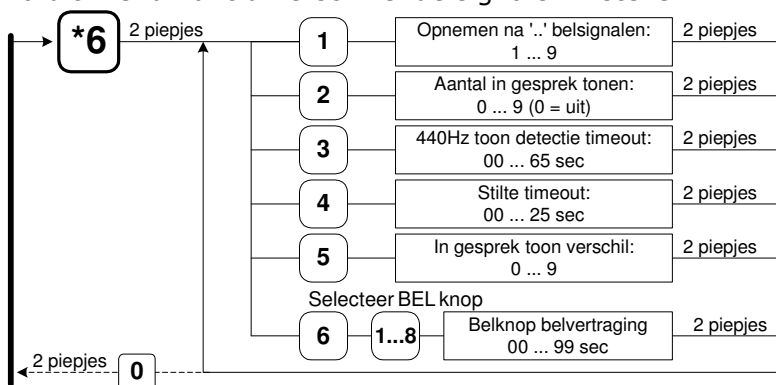 *6 2 piepjes
1 Opnemen na '..' belsignalen: 2 piepjes
1 ... 9
2 Aantal in gesprek tonen: 2 piepjes
0 ... 9 (0 = uit)
3 440Hz toon detectie timeout: 2 piepjes
00 ... 65 sec
4 Stilte timeout: 2 piepjes
00 ... 25 sec
5 In gesprek toon verschil: 2 piepjes
0 ... 9
Selecteer BEL knop
6 1...8 Belknop belvertraging 2 piepjes
00 ... 99 sec
2 piepjes 0